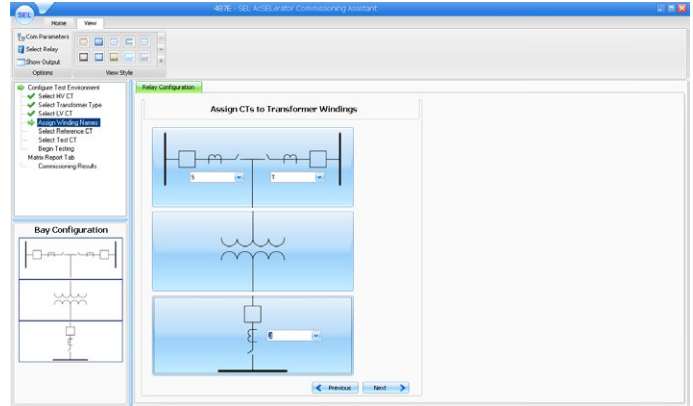 4B7E - SEL AcSELerator Commissioning Assistant
SEL
Home View
Com Parameters
Select Relay
Show Output
Options View Style
Configure Test Environment
Select HV CT
Select Transformer Type
Select LV CT
Assign Winding Names
Select Reference CT
Select Test CT
Begin Testing
Matrix Report Tab
Commissioning Results
Relay Configuration
Assign CTs to Transformer Windings
S T
Bay Configuration
Previous Next